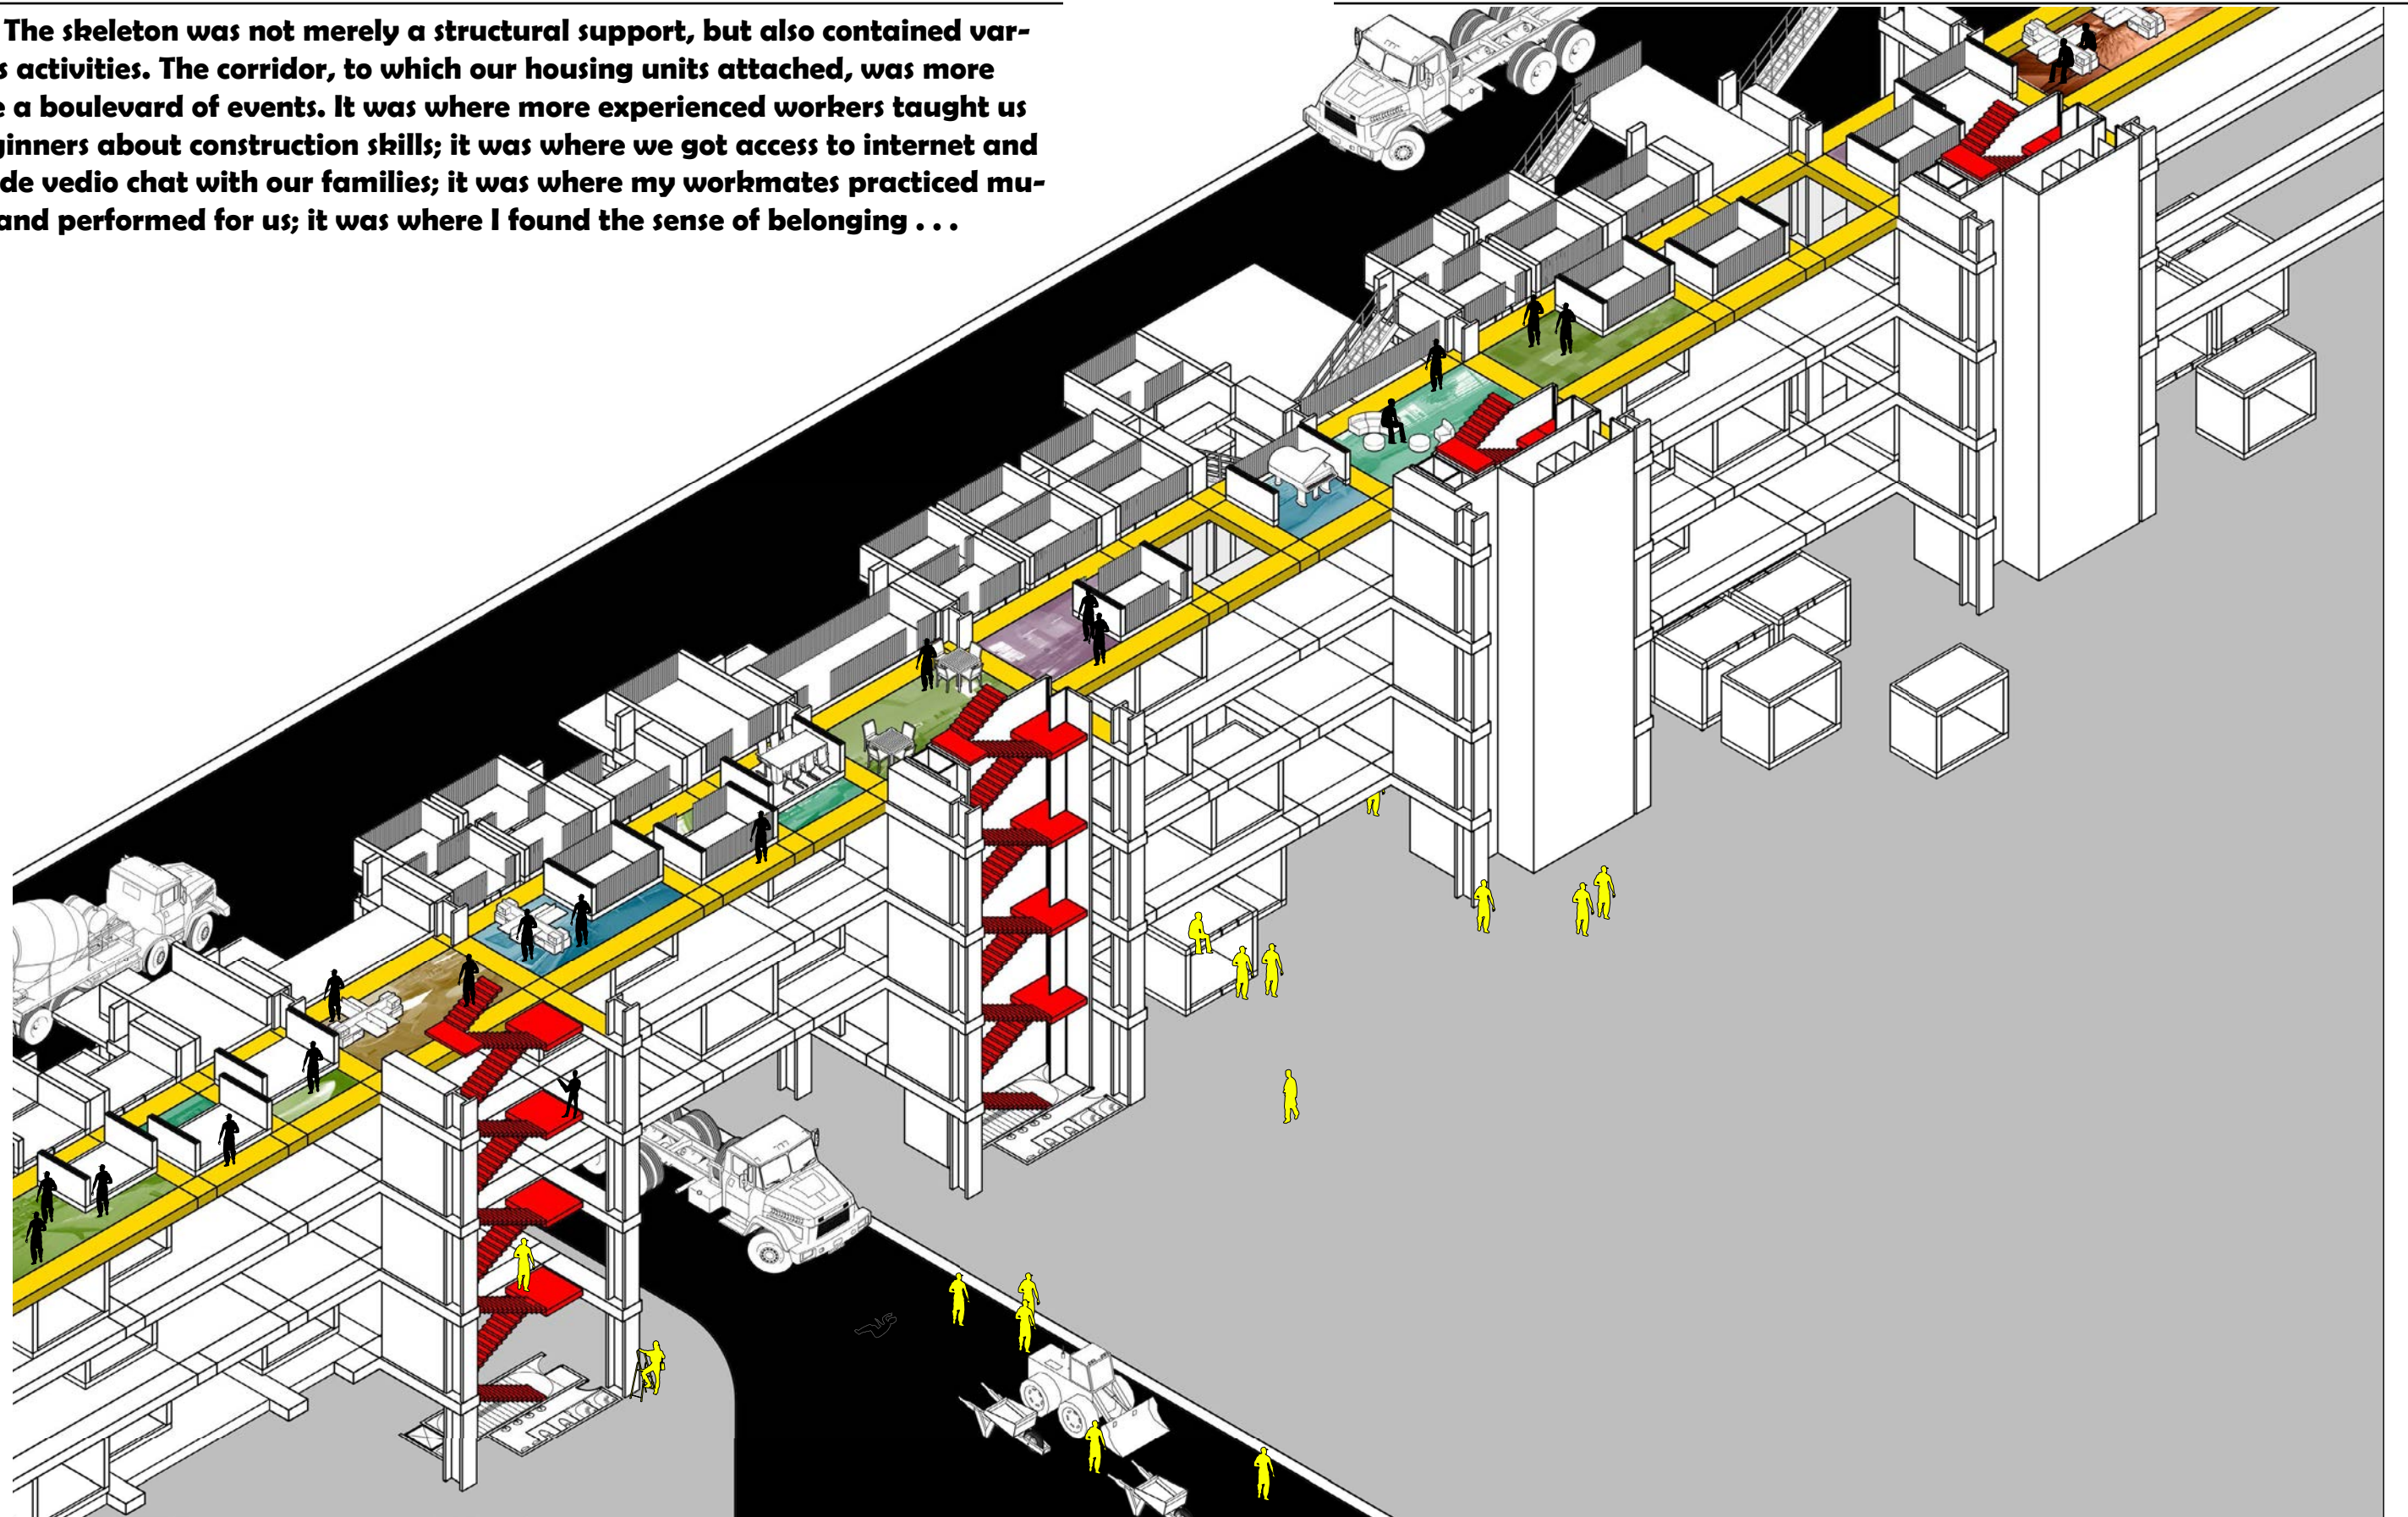 The skeleton was not merely a structural support, but also contained var-
s activities. The corridor, to which our housing units attached, was more
e a boulevard of events. It was where more experienced workers taught us
ginners about construction skills; it was where we got access to internet and
de vedio chat with our families; it was where my workmates practiced mu-
and performed for us; it was where I found the sense of belonging . . .